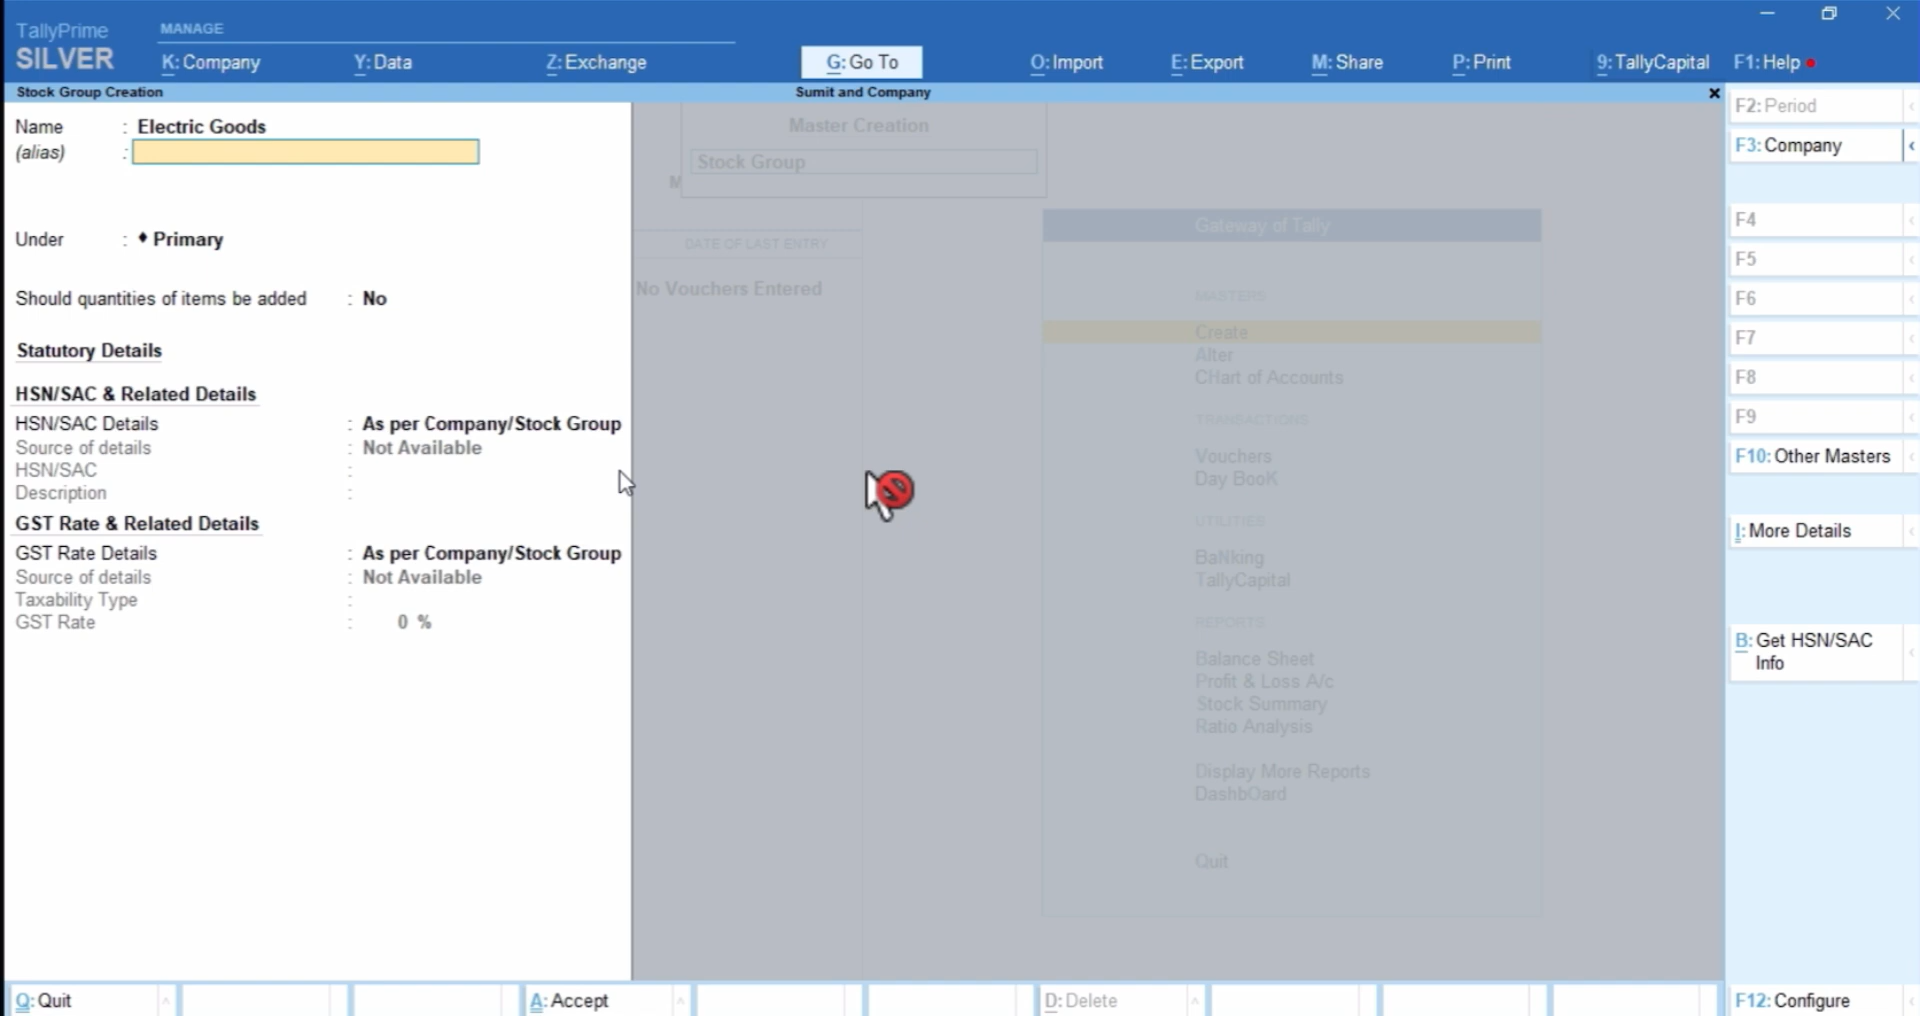 TallyPrime
SILVER
MANAGE
K: Company
Y: Data
Z: Exchange
G: Go To
O: Import
E: Export
M: Share
P: Print
9: TallyCapital
F1: Help
Stock Group Creation
Sumit and Company
Name : Electric Goods
(alias) :
Under : ♦ Primary
Should quantities of items be added : No
Statutory Details
HSN/SAC & Related Details
HSN/SAC Details : As per Company/Stock Group
Source of details : Not Available
HSN/SAC :
Description :
GST Rate & Related Details
GST Rate Details : As per Company/Stock Group
Source of details : Not Available
Taxability Type :
GST Rate : 0 %
Master Creation
Stock Group
M
DATE OF LAST ENTRY
No Vouchers Entered
Gateway of Tally
MASTERS
Create
Alter
CHart of Accounts
TRANSACTIONS
Vouchers
Day BooK
UTILITIES
BaNking
TallyCapital
REPORTS
Balance Sheet
Profit & Loss A/c
Stock Summary
Ratio Analysis
Display More Reports
DashbOard
Quit
F2: Period
F3: Company
F4
F5
F6
F7
F8
F9
F10: Other Masters
I: More Details
B: Get HSN/SAC
Info
Q: Quit
A: Accept
D: Delete
F12: Configure